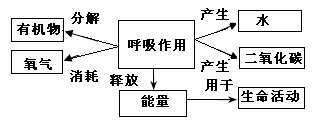 有机物
分解
呼吸作用
产生
水
氧气
消耗
产生
二氧化碳
释放
用于
能量
生命活动